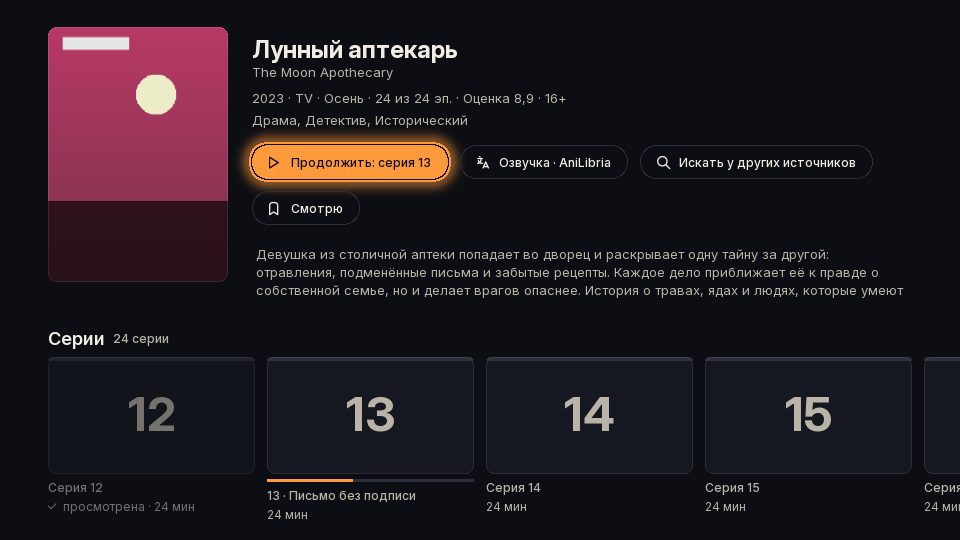 Лунный аптекарь
The Moon Apothecary
2023 · TV · Осень · 24 из 24 эп. · Оценка 8,9 · 16+
Драма, Детектив, Исторический
Продолжить: серия 13
Озвучка · AniLibria
Искать у других источников
Смотрю
Девушка из столичной аптеки попадает во дворец и раскрывает одну тайну за другой:
отравления, подменённые письма и забытые рецепты. Каждое дело приближает её к правде о
собственной семье, но и делает врагов опаснее. История о травах, ядах и людях, которые умеют
Серии 24 серии
12
13
14
15
Серия 12
просмотрена · 24 мин
13 · Письмо без подписи
24 мин
Серия 14
24 мин
Серия 15
24 мин
Серия
24